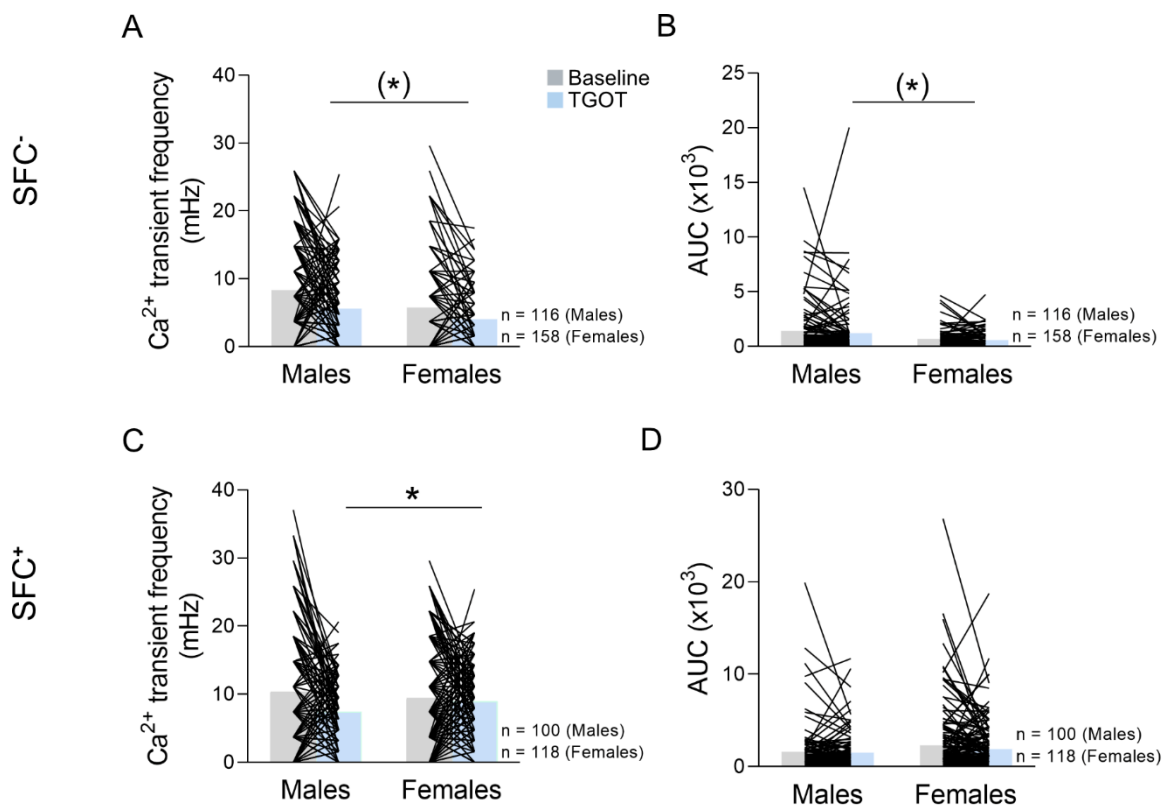 A
B
SFC⁻
Ca²⁺ transient frequency
(mHz)
40
30
20
10
0
(*)
Baseline
TGOT
n = 116 (Males)
n = 158 (Females)
Males
Females
AUC (x10³)
25
20
15
10
5
0
(*)
n = 116 (Males)
n = 158 (Females)
Males
Females
C
D
SFC⁺
Ca²⁺ transient frequency
(mHz)
40
30
20
10
0
*
n = 100 (Males)
n = 118 (Females)
Males
Females
AUC (x10³)
30
20
10
0
n = 100 (Males)
n = 118 (Females)
Males
Females